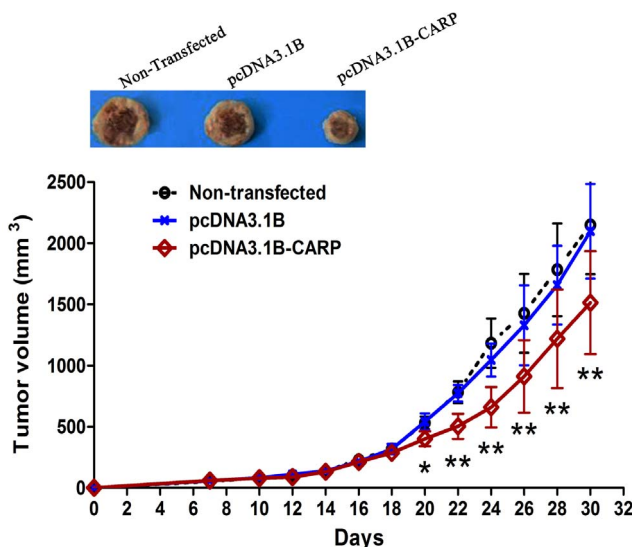 Non-Transfected
pcDNA3.1B
pcDNA3.1B-CARP
Non-transfected
pcDNA3.1B
pcDNA3.1B-CARP
Tumor volume (mm³)
2500
2000
1500
1000
500
0
0 2 4 6 8 10 12 14 16 18 20 22 24 26 28 30 32
* ** ** ** ** **
Days